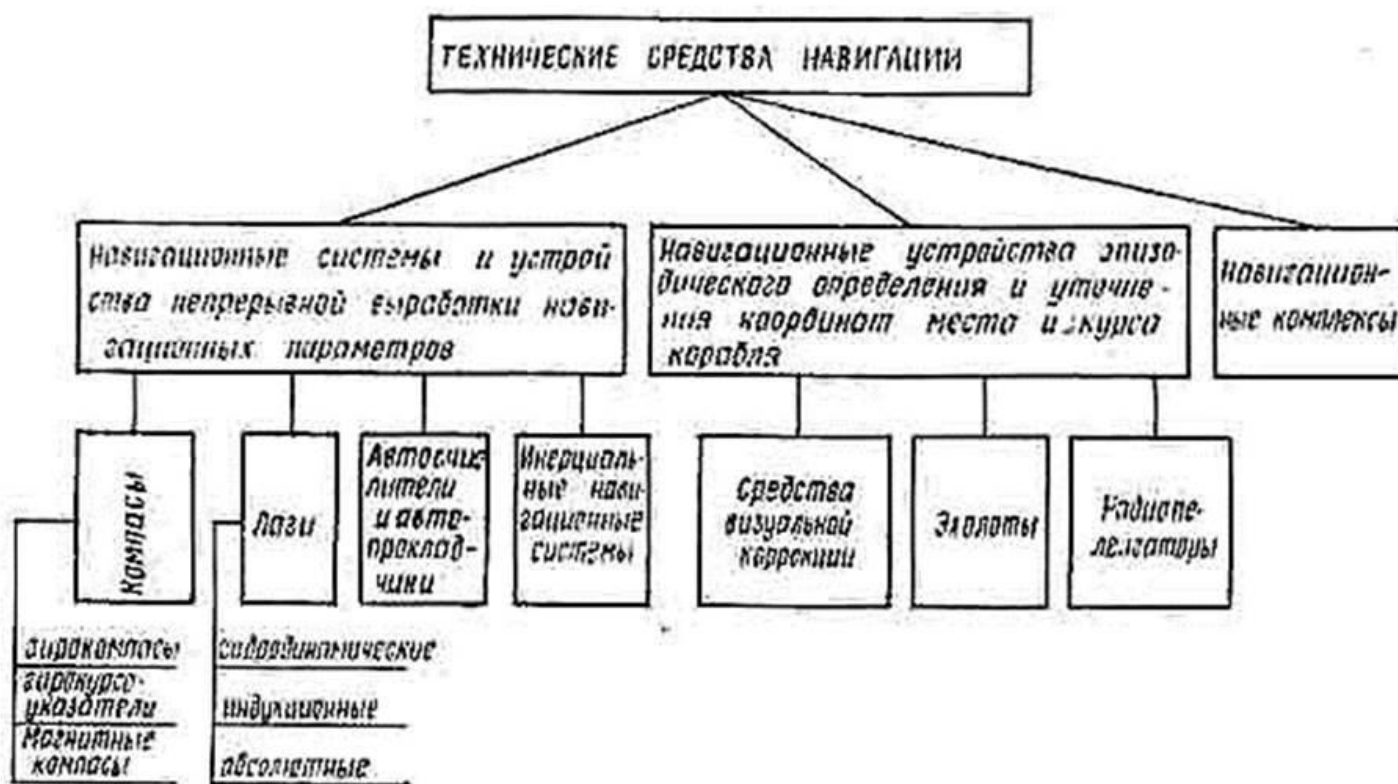 ТЕХНИЧЕСКИЕ СРЕДСТВА НАВИГАЦИИ
Навигационные системы и устрой
ства непрерывной выработки нави-
гационных параметров
Навигационные устройства эпизо-
дического определения и уточне-
ния координат места и курса
корабля
Навигацион-
ные комплексы
Компасы
Лаги
Автосчис
лители
и авто-
проклад-
чики
Инерциаль-
ные нави-
гационные
системы
Средства
визуальной
коррекции
Эхолоты
Радиопе-
ленгаторы
гирокомпасы
гирокурсо-
указатели
Магнитные
компасы
гидродинамические
индукционные
абсолютные